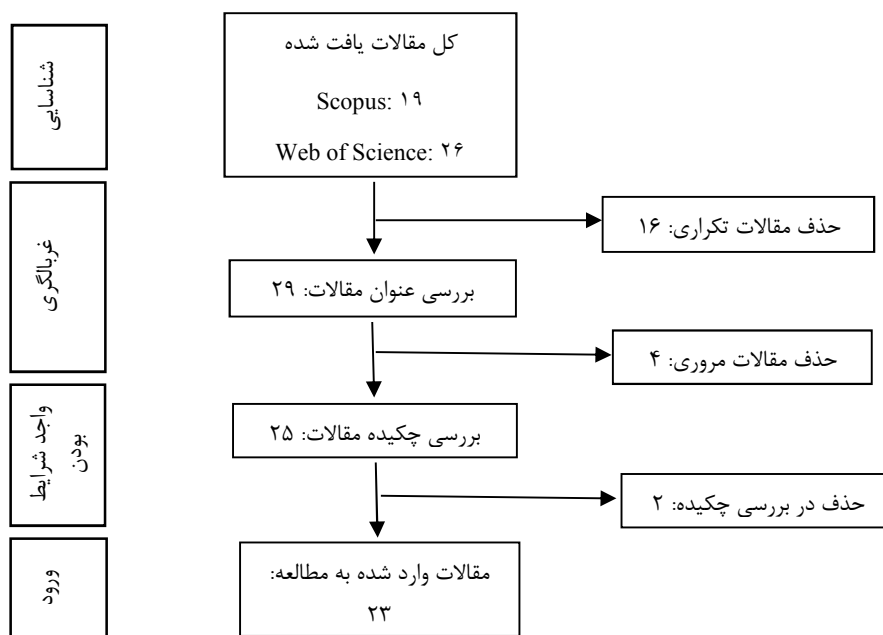 شناسایی
کل مقالات یافت شده
Scopus: ۱۹
Web of Science: ۲۶
غربالگری
حذف مقالات تکراری: ۱۶
بررسی عنوان مقالات: ۲۹
حذف مقالات مروری: ۴
واجد شرایط
بودن
بررسی چکیده مقالات: ۲۵
حذف در بررسی چکیده: ۲
ورود
مقالات وارد شده به مطالعه:
۲۳